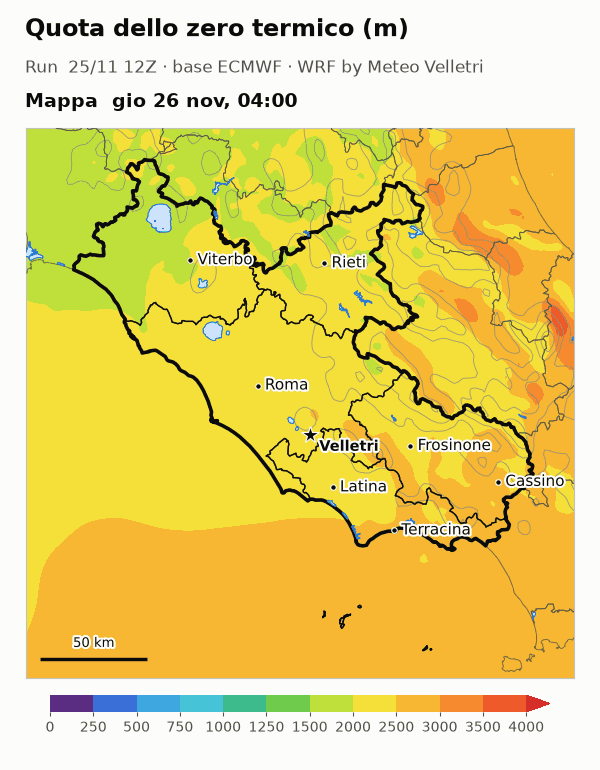 Quota dello zero termico (m)
Run  25/11 12Z · base ECMWF · WRF by Meteo Velletri
Mappa  gio 26 nov, 04:00
Viterbo
Rieti
Roma
Velletri
Frosinone
Latina
Cassino
Terracina
50 km
0 250 500 750 1000 1250 1500 2000 2500 3000 3500 4000